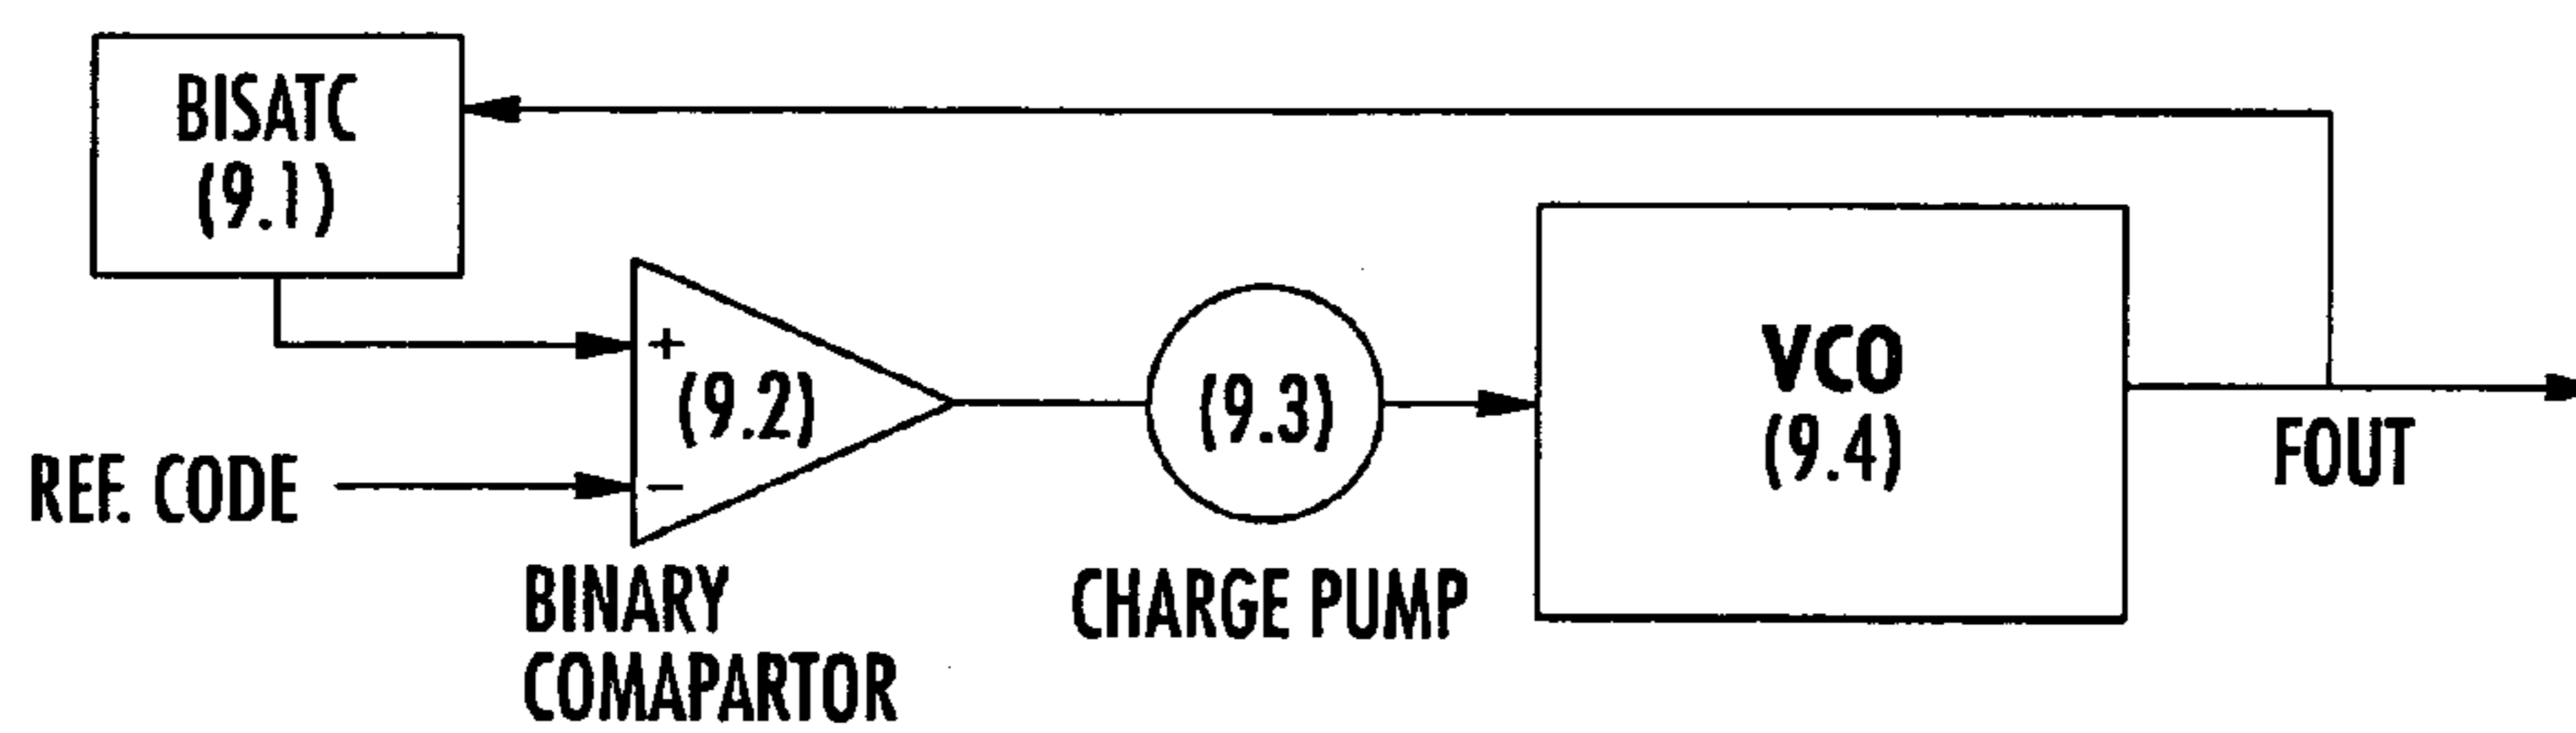 BISATC
(9.1)
+
(9.2)
−
REF. CODE
BINARY
COMAPARTOR
(9.3)
CHARGE PUMP
VCO
(9.4)
FOUT